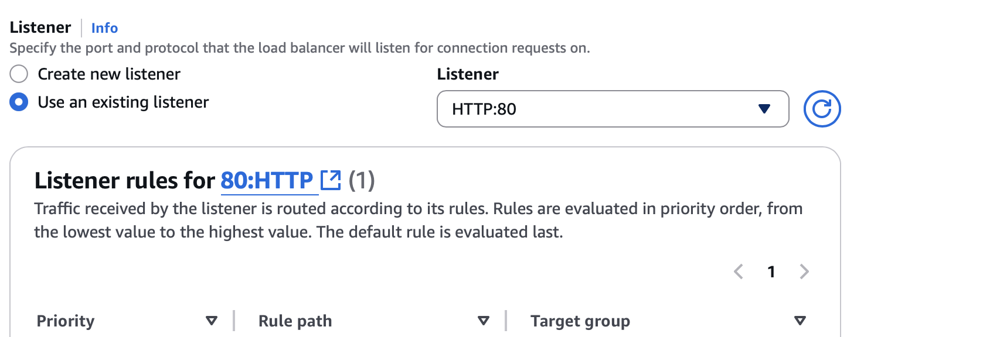 Listener Info
Specify the port and protocol that the load balancer will listen for connection requests on.
Create new listener
Use an existing listener
Listener
HTTP:80
Listener rules for 80:HTTP (1)
Traffic received by the listener is routed according to its rules. Rules are evaluated in priority order, from
the lowest value to the highest value. The default rule is evaluated last.
1
Priority Rule path Target group